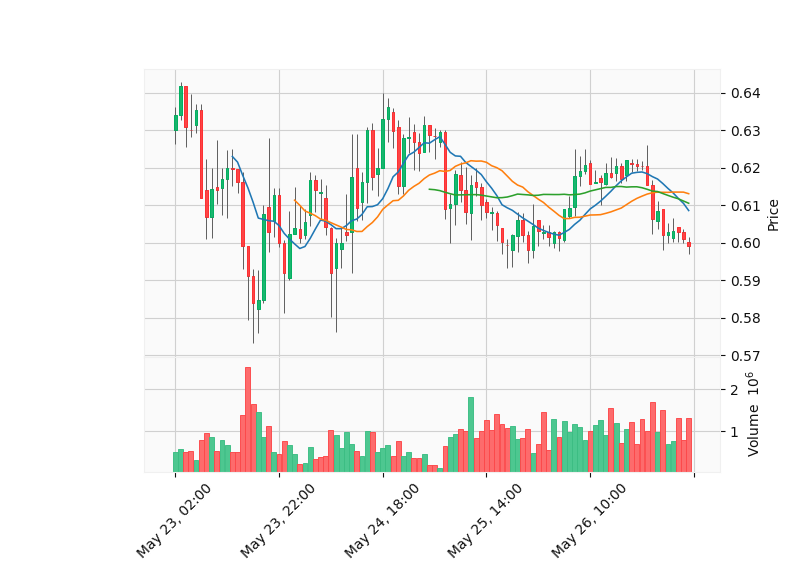 0.64
0.63
0.62
0.61
0.60
0.59
0.58
0.57
Price
2
1
Volume 10⁶
May 23, 02:00
May 23, 22:00
May 24, 18:00
May 25, 14:00
May 26, 10:00